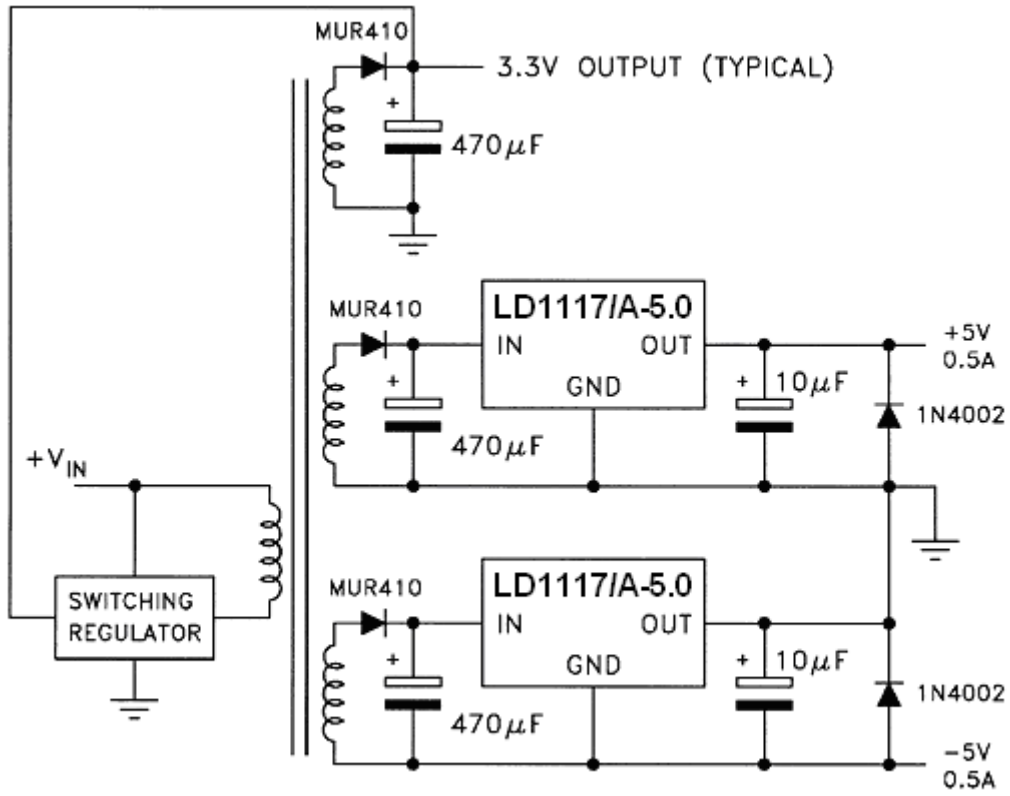 MUR410
3.3V OUTPUT (TYPICAL)
+
470μF
MUR410
LD1117/A-5.0
IN OUT
GND
+
470μF
+
10μF
+5V
0.5A
1N4002
+VIN
SWITCHING
REGULATOR
MUR410
LD1117/A-5.0
IN OUT
GND
+
470μF
+
10μF
1N4002
-5V
0.5A